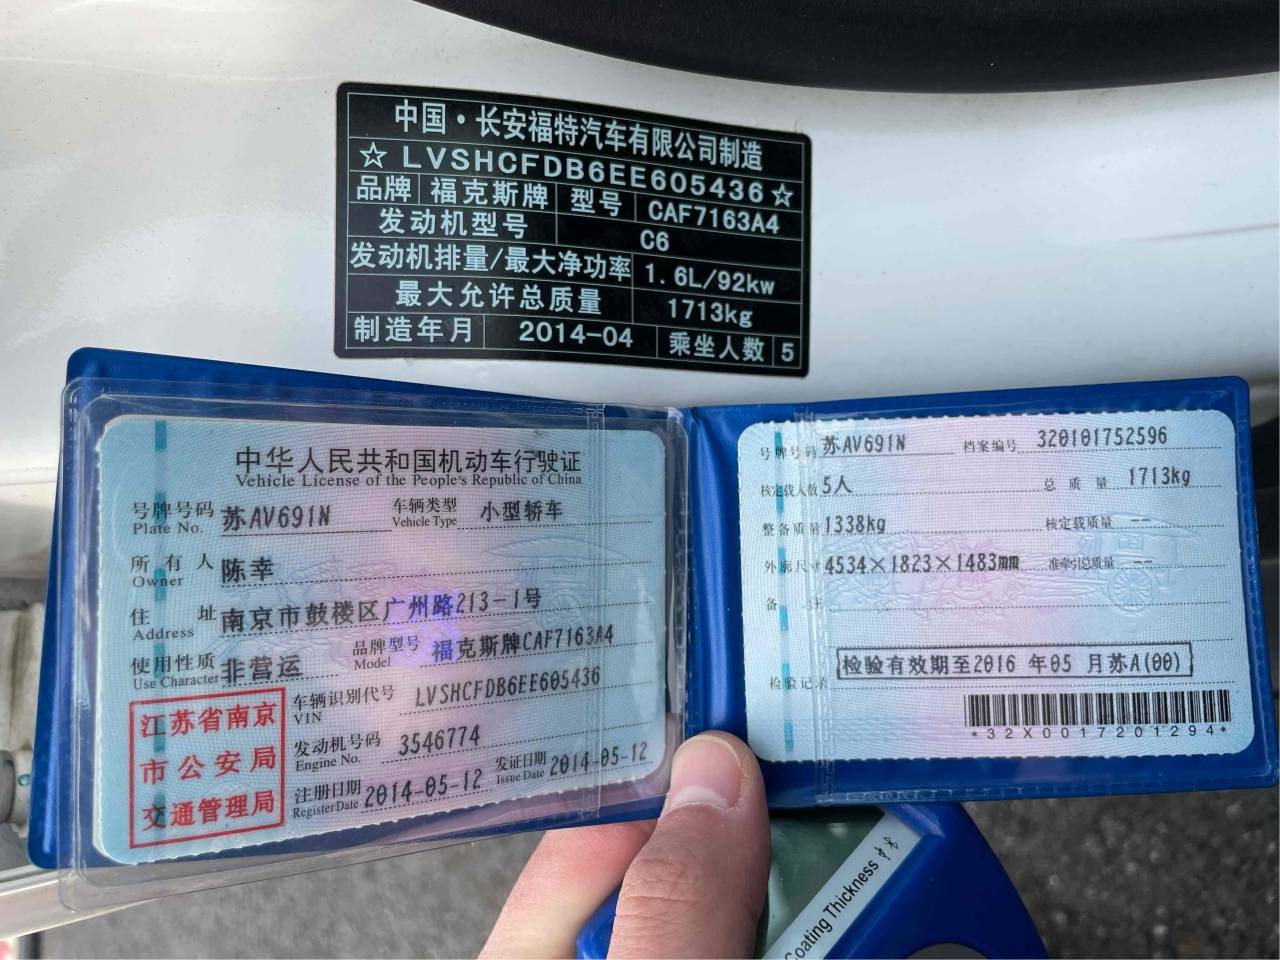 中国·长安福特汽车有限公司制造
☆LVSHCFDB6EE605436☆
品牌 福克斯牌 型号 CAF7163A4
发动机型号 C6
发动机排量/最大净功率 1.6L/92kw
最大允许总质量 1713kg
制造年月 2014-04 乘坐人数 5
中华人民共和国机动车行驶证
Vehicle License of the People's Republic of China
号牌号码 苏AV691N 车辆类型 小型轿车
Plate No. Vehicle Type
所有人 陈幸
Owner
住址 南京市鼓楼区广州路213-1号
Address
使用性质 非营运 品牌型号 福克斯牌CAF7163A4
Use Character Model
江苏省南京
市公安局
交通管理局
车辆识别代号 LVSHCFDB6EE605436
VIN
发动机号码 3546774
Engine No.
注册日期 2014-05-12 发证日期 2014-05-12
Register Date Issue Date
号牌号码 苏AV691N 档案编号 320101752596
核定载人数 5人 总质量 1713kg
整备质量 1338kg 核定载质量 --
外廓尺寸 4534×1823×1483mm 准牵引总质量 --
备注
检验记录 检验有效期至2016 年05 月苏A(00)
*32X0017201294*
Coating Thickness